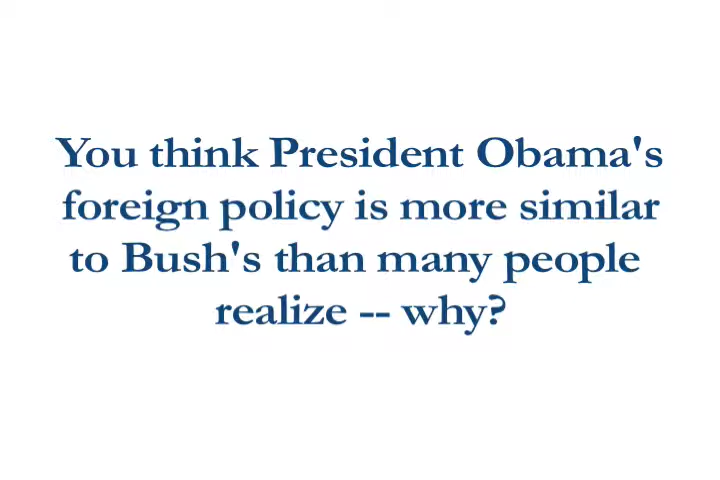 You think President Obama's
foreign policy is more similar
to Bush's than many people
realize -- why?